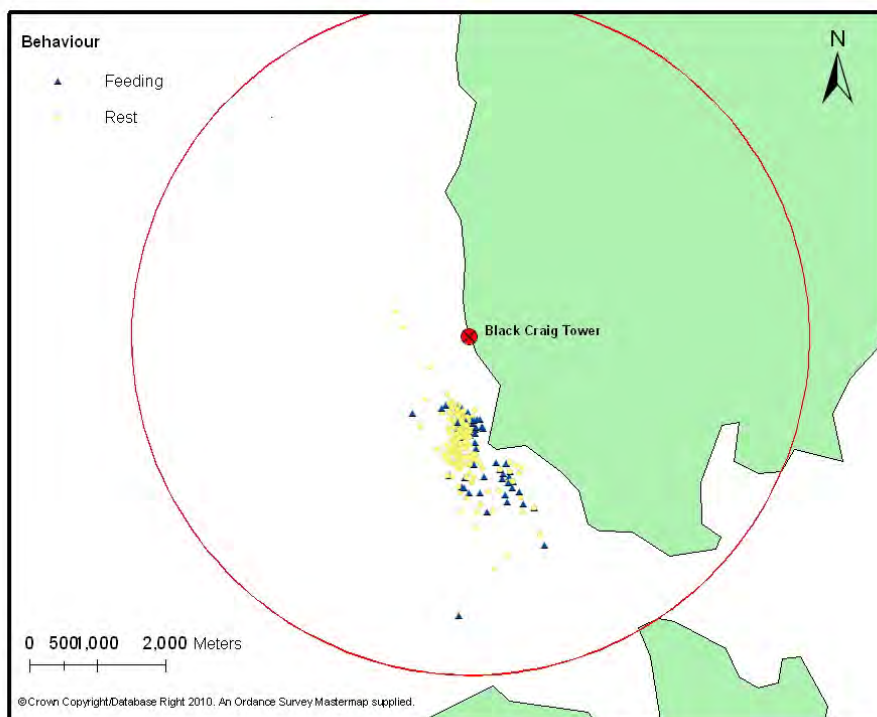 Behaviour
Feeding
Rest
N
Black Craig Tower
0 5001,000 2,000 Meters
©Crown Copyright/Database Right 2010. An Ordance Survey Mastermap supplied.